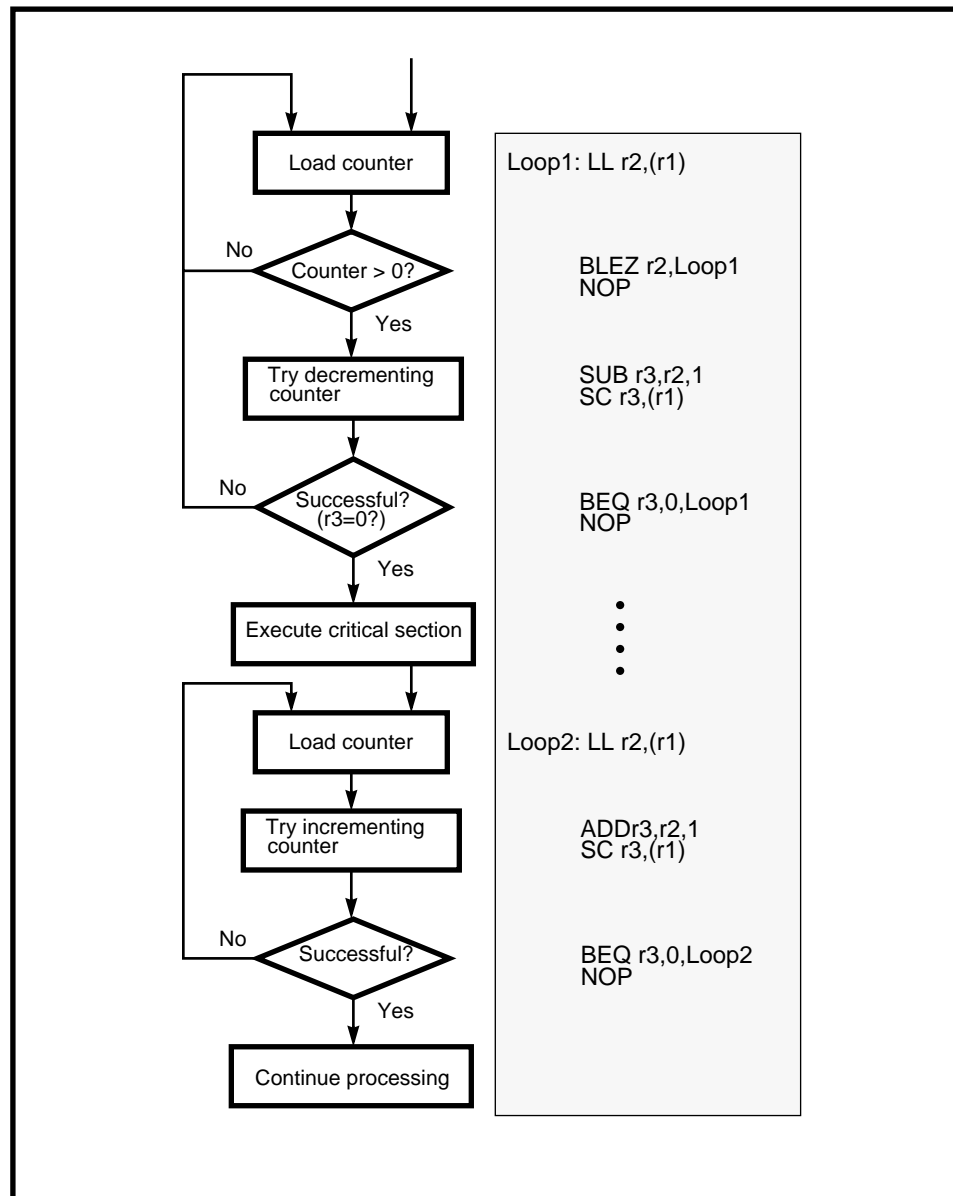 Load counter
Loop1: LL r2,(r1)
No
Counter > 0?
BLEZ r2,Loop1
NOP
Yes
Try decrementing
counter
SUB r3,r2,1
SC r3,(r1)
No
Successful?
(r3=0?)
BEQ r3,0,Loop1
NOP
Yes
Execute critical section
Load counter
Loop2: LL r2,(r1)
Try incrementing
counter
ADDr3,r2,1
SC r3,(r1)
No
Successful?
BEQ r3,0,Loop2
NOP
Yes
Continue processing